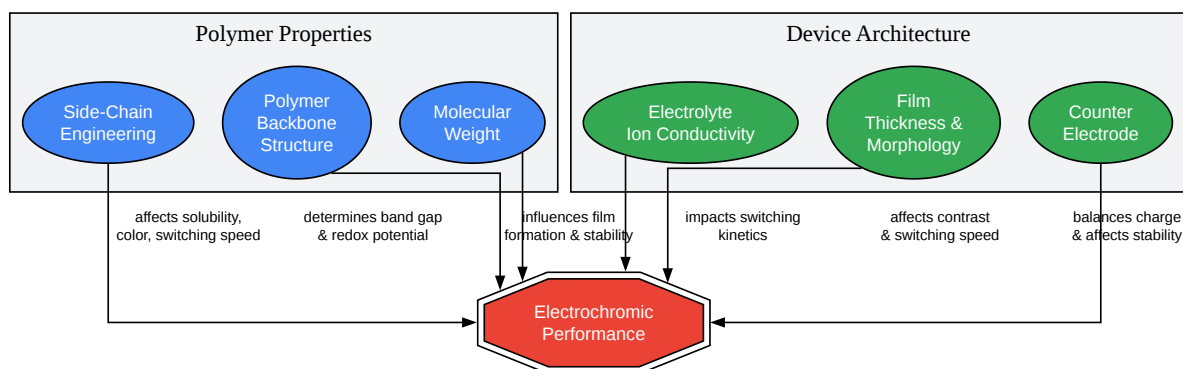 Polymer Properties
Side-Chain
Engineering
Polymer
Backbone
Structure
Molecular
Weight
Device Architecture
Electrolyte
Ion Conductivity
Film
Thickness &
Morphology
Counter
Electrode
affects solubility,
color, switching speed
determines band gap
& redox potential
influences film
formation & stability
impacts switching
kinetics
affects contrast
& switching speed
balances charge
& affects stability
Electrochromic
Performance